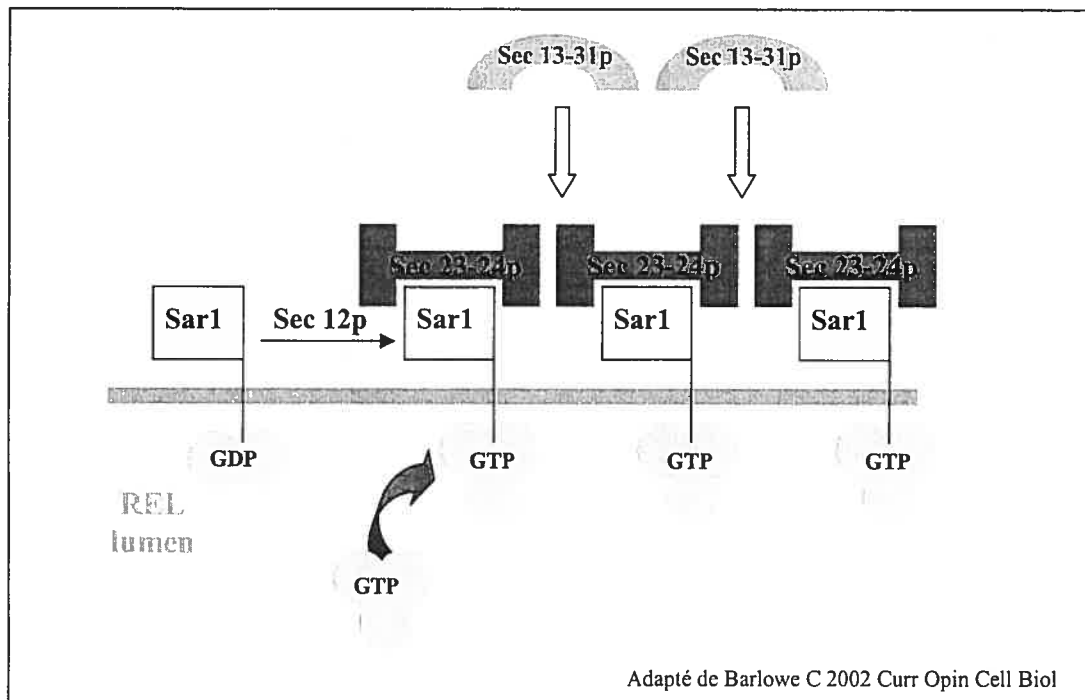 Sec 13-31p Sec 13-31p
Sec 23-24p Sec 23-24p Sec 23-24p
Sar1 Sec 12p Sar1 Sar1 Sar1
GDP GTP GTP GTP
REL
lumen
GTP
Adapté de Barlowe C 2002 Curr Opin Cell Biol